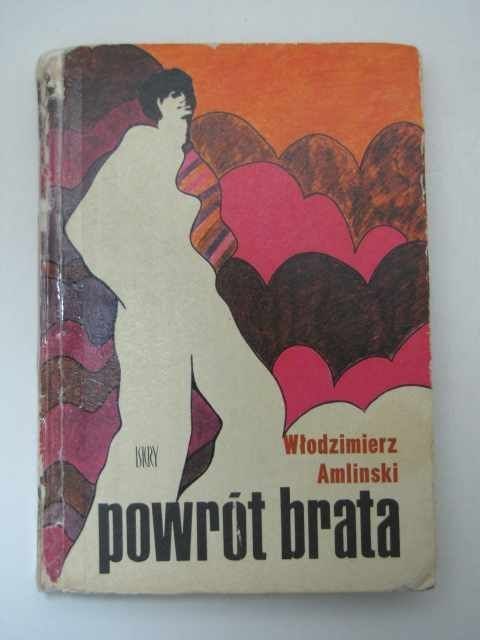 Włodzimierz
Amlinski
ISKRY
powrót brata